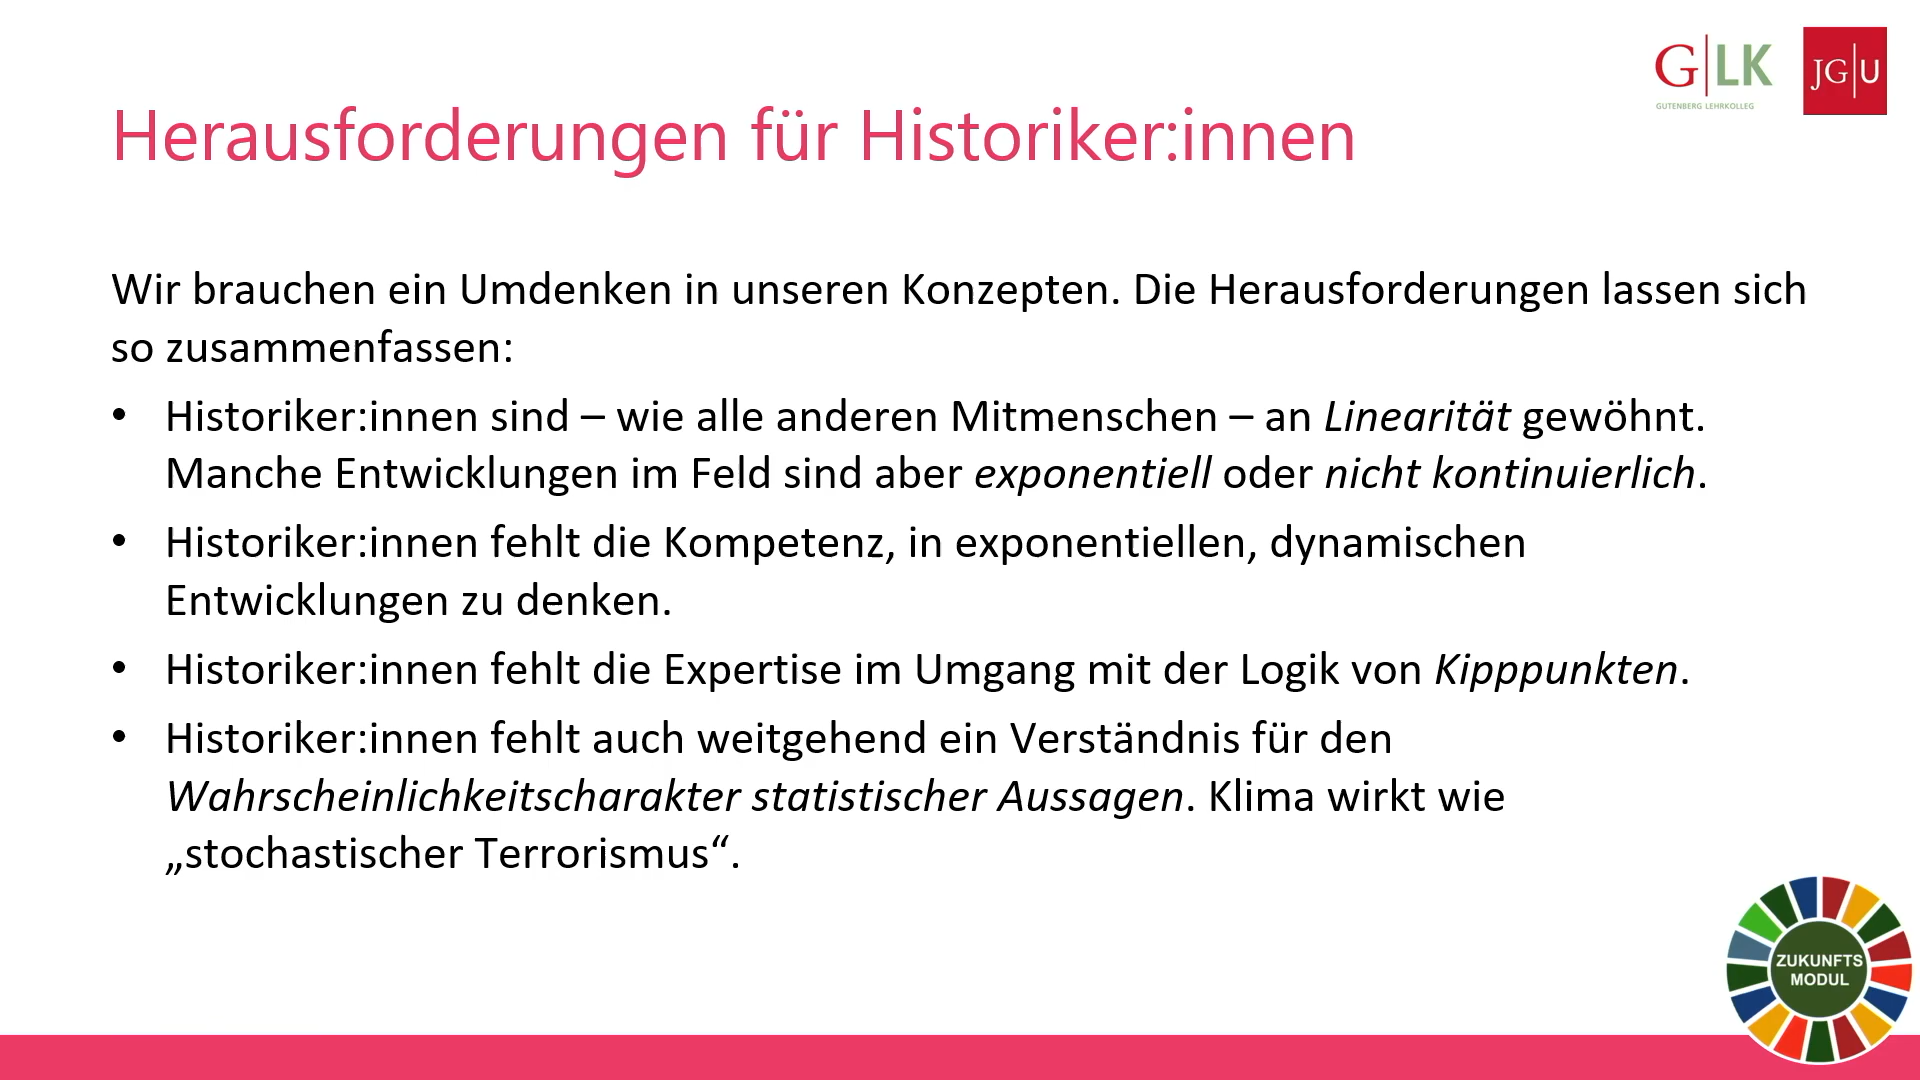 G|LK
GUTENBERG LEHRKOLLEG
JG|U
Herausforderungen für Historiker:innen
Wir brauchen ein Umdenken in unseren Konzepten. Die Herausforderungen lassen sich
so zusammenfassen:
• Historiker:innen sind – wie alle anderen Mitmenschen – an Linearität gewöhnt.
Manche Entwicklungen im Feld sind aber exponentiell oder nicht kontinuierlich.
• Historiker:innen fehlt die Kompetenz, in exponentiellen, dynamischen
Entwicklungen zu denken.
• Historiker:innen fehlt die Expertise im Umgang mit der Logik von Kipppunkten.
• Historiker:innen fehlt auch weitgehend ein Verständnis für den
Wahrscheinlichkeitscharakter statistischer Aussagen. Klima wirkt wie
„stochastischer Terrorismus“.
ZUKUNFTS
MODUL